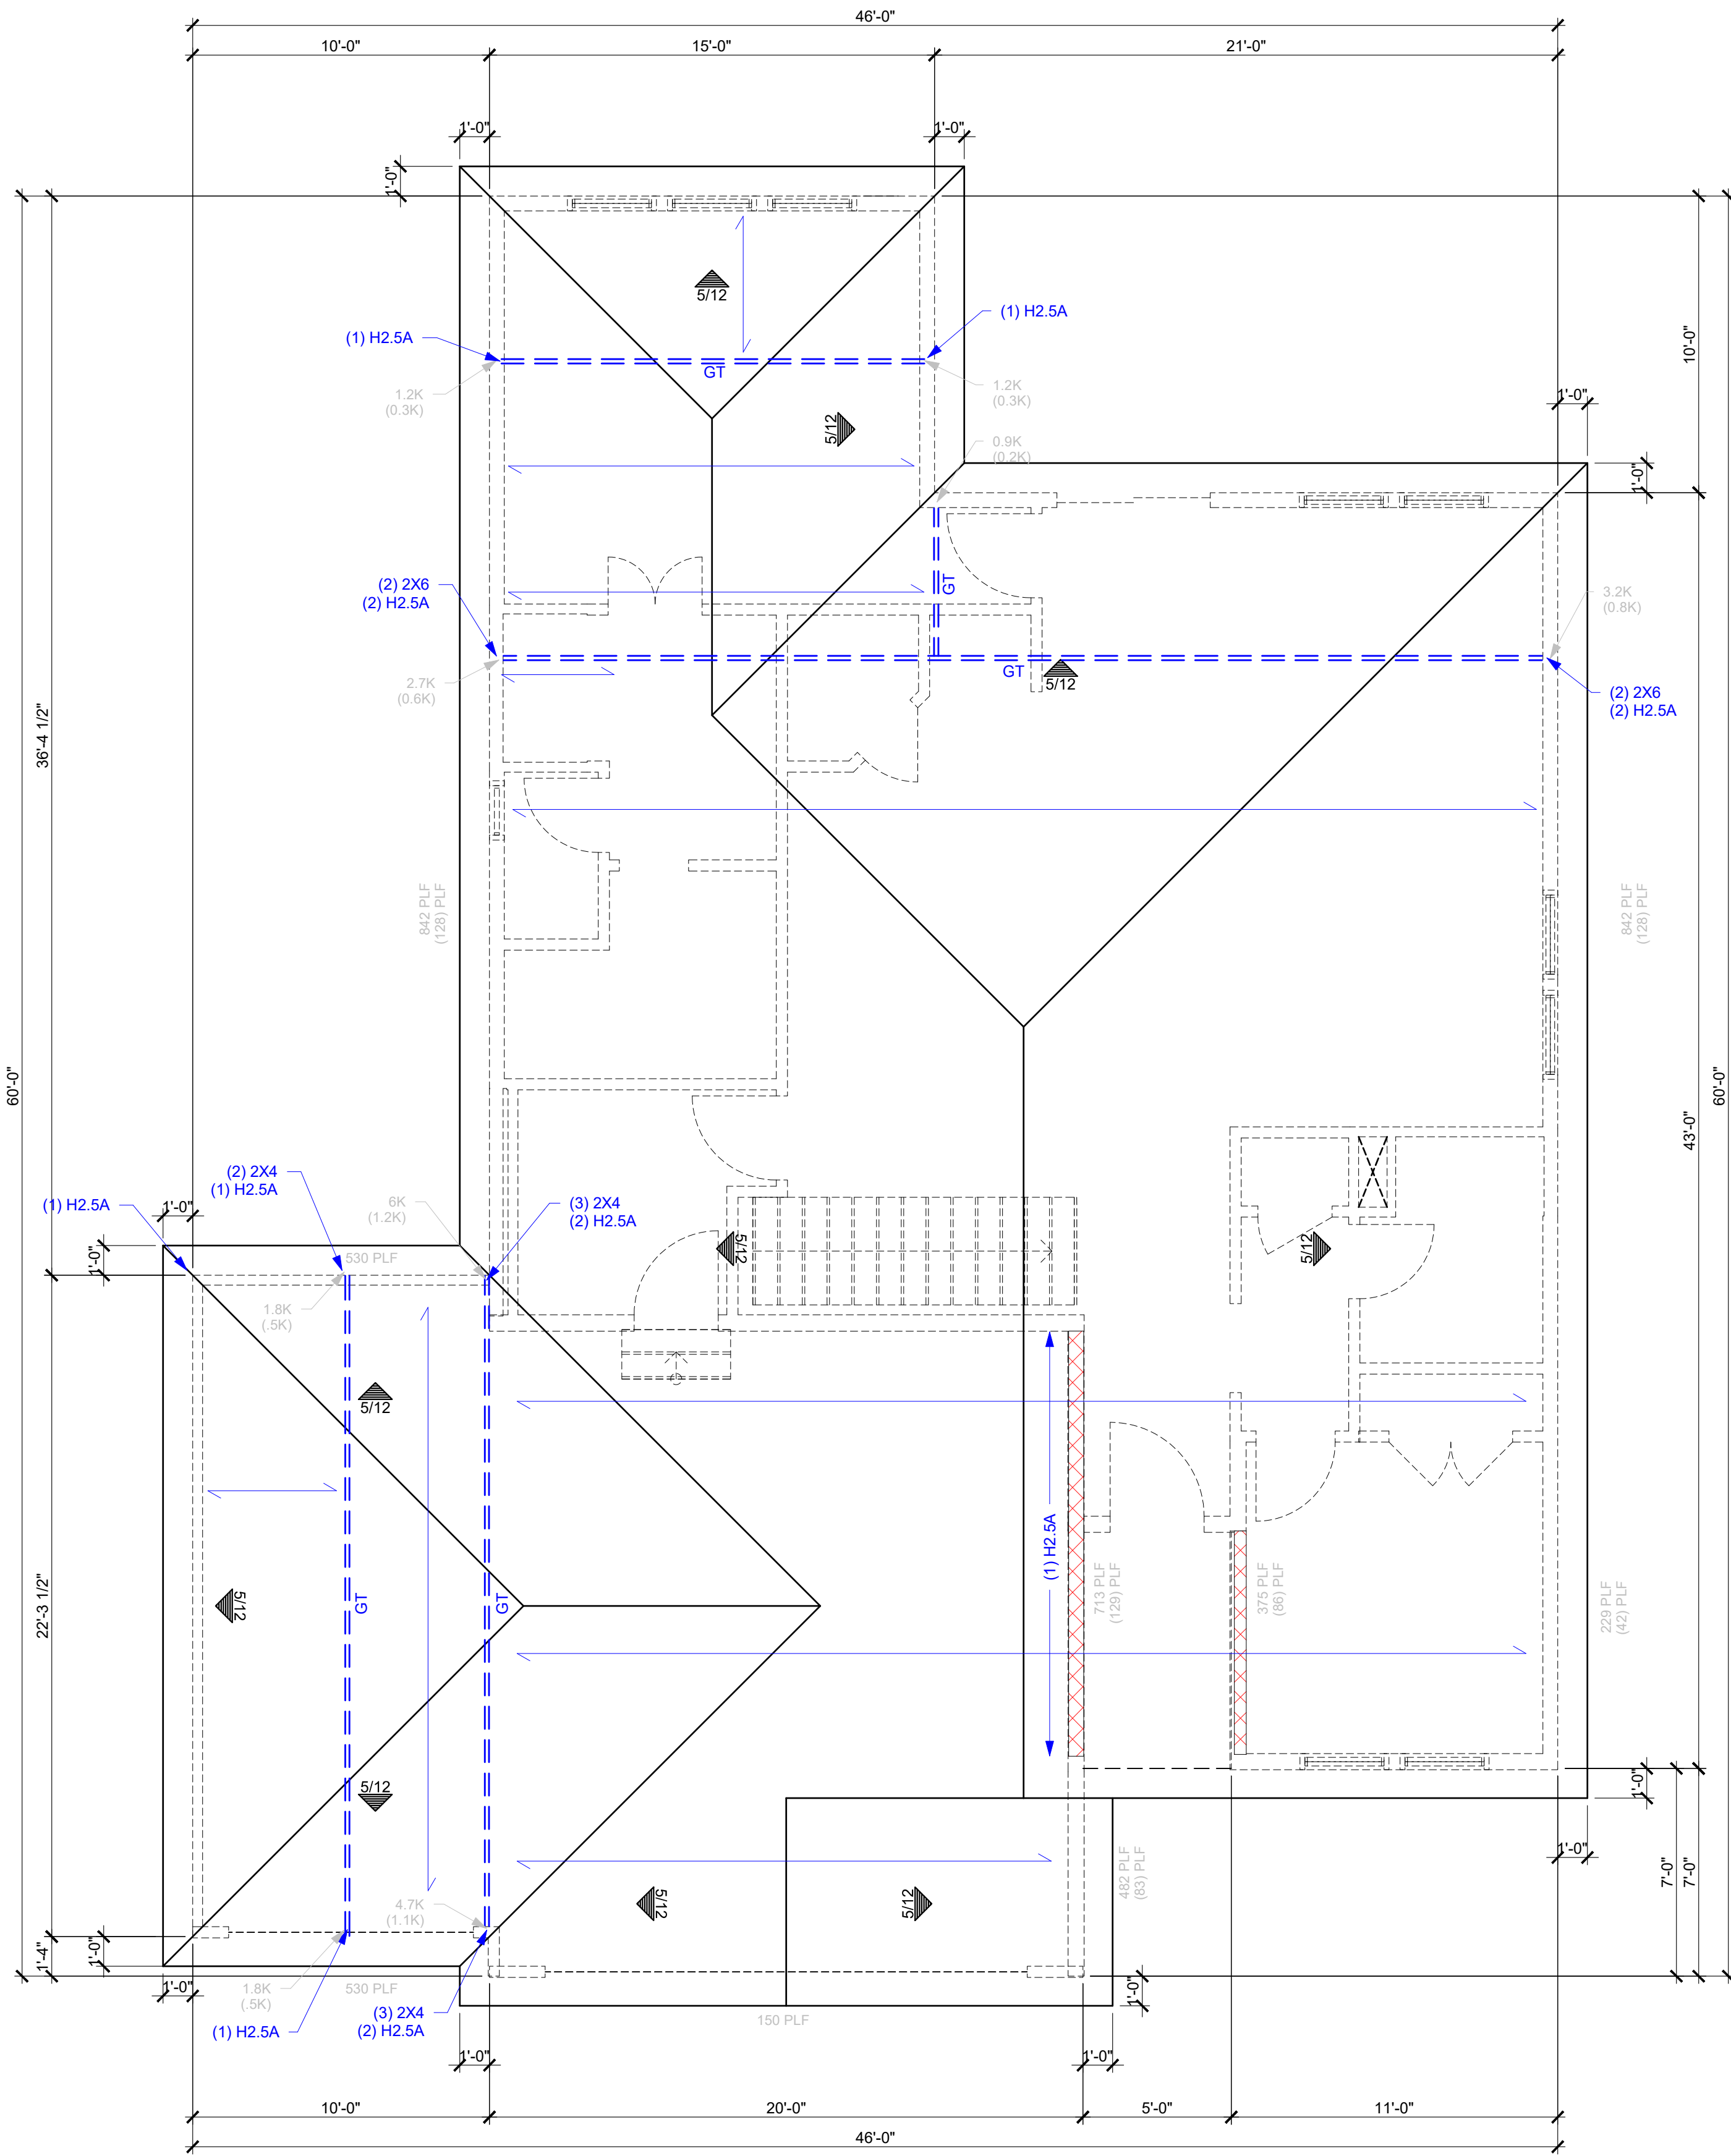 46'-0"
10'-0"
15'-0"
21'-0"
1'-0"
1'-0"
1'-0"
5/12
(1) H2.5A
(1) H2.5A
10'-0"
GT
1.2K
(0.3K)
1.2K
(0.3K)
1'-0"
5/12
0.9K
(0.2K)
1'-0"
(2) 2X6
(2) H2.5A
GT
3.2K
(0.8K)
GT
5/12
2.7K
(0.6K)
(2) 2X6
(2) H2.5A
36'-4 1/2"
842 PLF
(128) PLF
842 PLF
(128) PLF
60'-0"
60'-0"
43'-0"
(2) 2X4
(1) H2.5A
(1) H2.5A
1'-0"
6K
(1.2K)
(3) 2X4
(2) H2.5A
1'-0"
530 PLF
5/12
5/12
1.8K
(.5K)
5/12
(1) H2.5A
22'-3 1/2"
5/12
GT
GT
713 PLF
(129) PLF
375 PLF
(86) PLF
229 PLF
(42) PLF
5/12
1'-0"
1'-0"
7'-0"
7'-0"
4.7K
(1.1K)
5/12
5/12
482 PLF
(83) PLF
1'-4"
1'-0"
1'-0"
1.8K
(.5K)
530 PLF
(1) H2.5A
(3) 2X4
(2) H2.5A
150 PLF
1'-0"
1'-0"
1'-0"
10'-0"
20'-0"
5'-0"
11'-0"
46'-0"